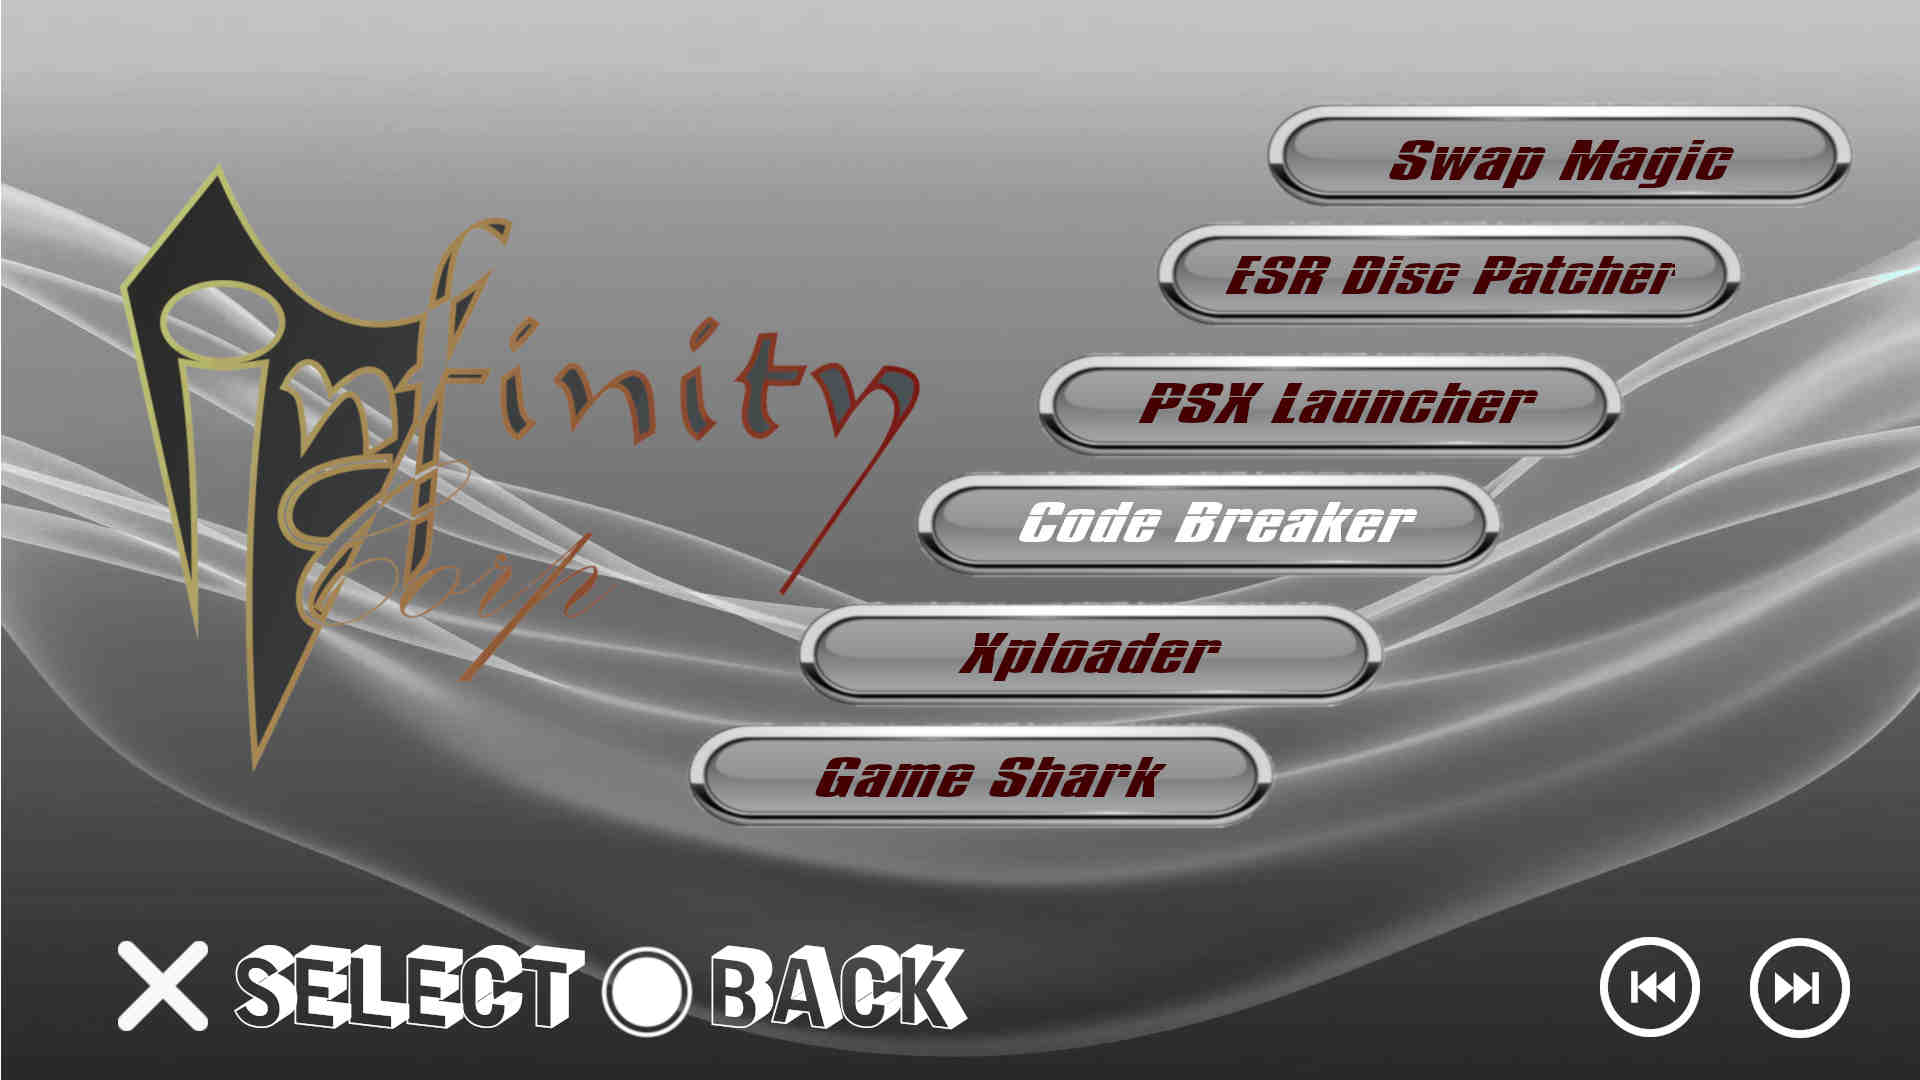 Swap Magic
ESR Disc Patcher
infinity
PSX Launcher
Code Breaker
Corp
Xploader
Game Shark
SELECT BACK